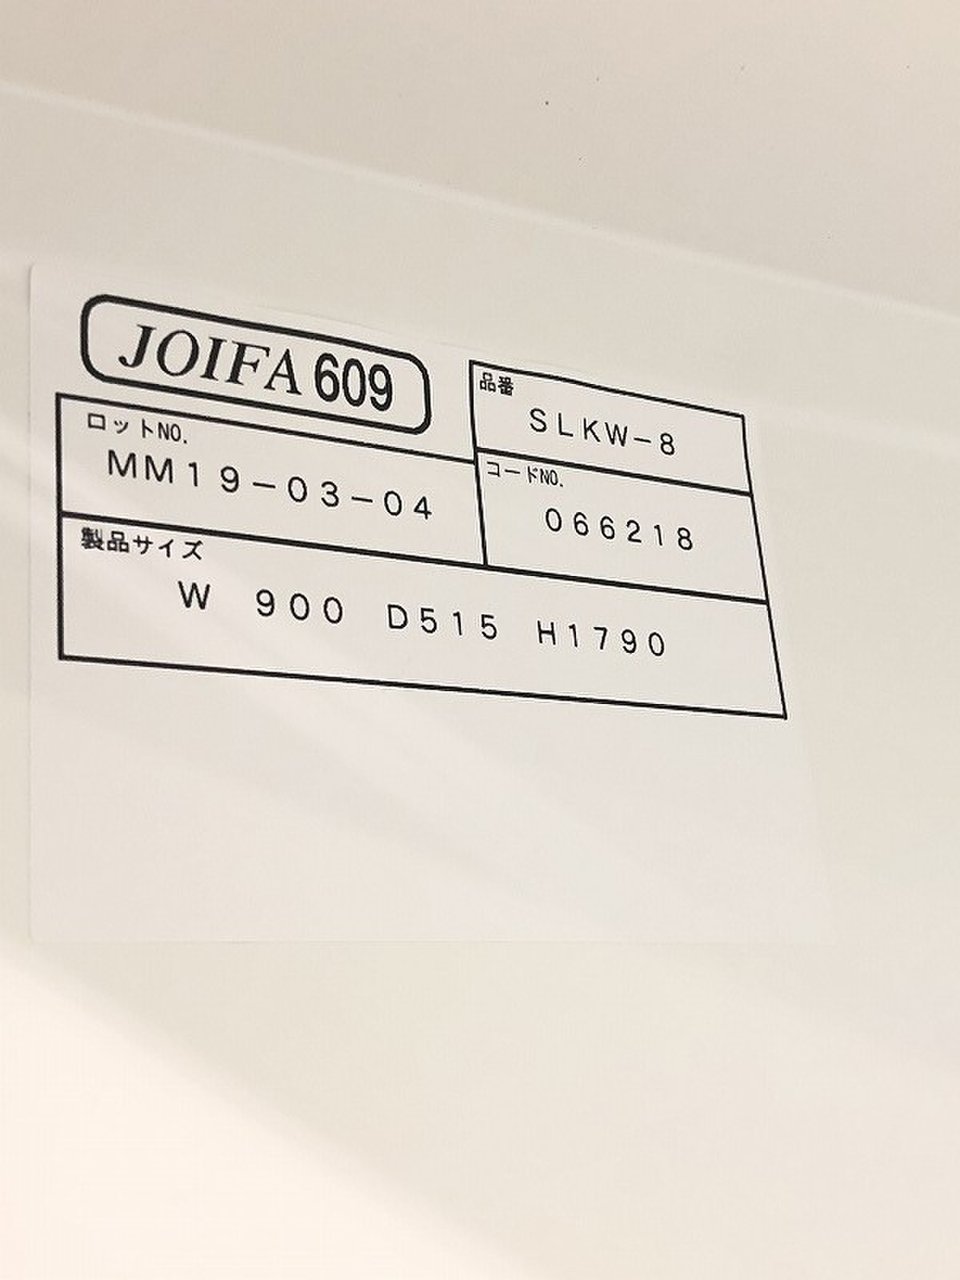 JOIFA 609
品番
SLKW-8
ロットNO.
MM19-03-04
コードNO.
066218
製品サイズ
W 900 D515 H1790